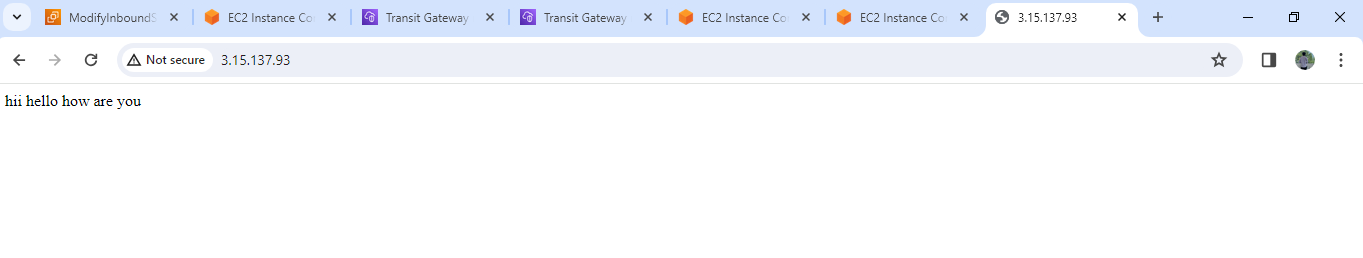 ModifyInboundS
EC2 Instance Co
Transit Gateway
Transit Gateway
EC2 Instance Co
EC2 Instance Co
3.15.137.93
Not secure
3.15.137.93
hii hello how are you